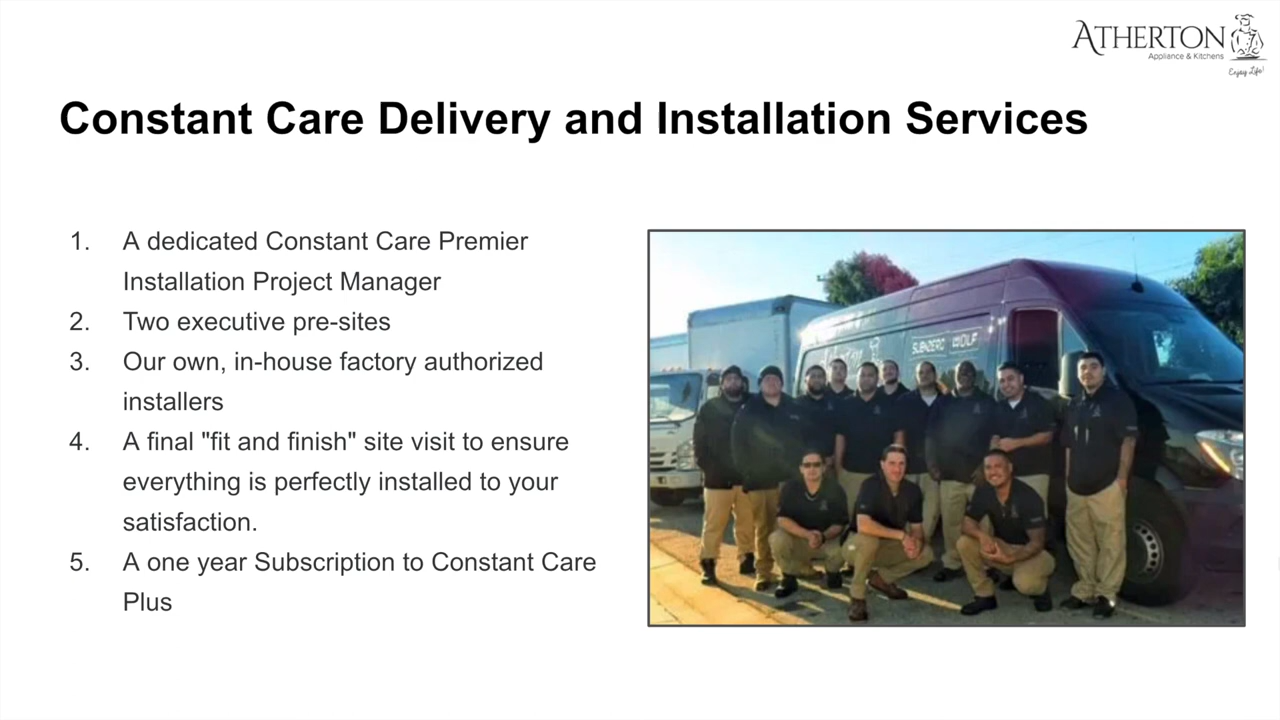 ATHERTON
Appliance & Kitchens
Enjoy Life!
Constant Care Delivery and Installation Services
1. A dedicated Constant Care Premier
Installation Project Manager
2. Two executive pre-sites
3. Our own, in-house factory authorized
installers
4. A final "fit and finish" site visit to ensure
everything is perfectly installed to your
satisfaction.
5. A one year Subscription to Constant Care
Plus
SUB-ZERO WOLF